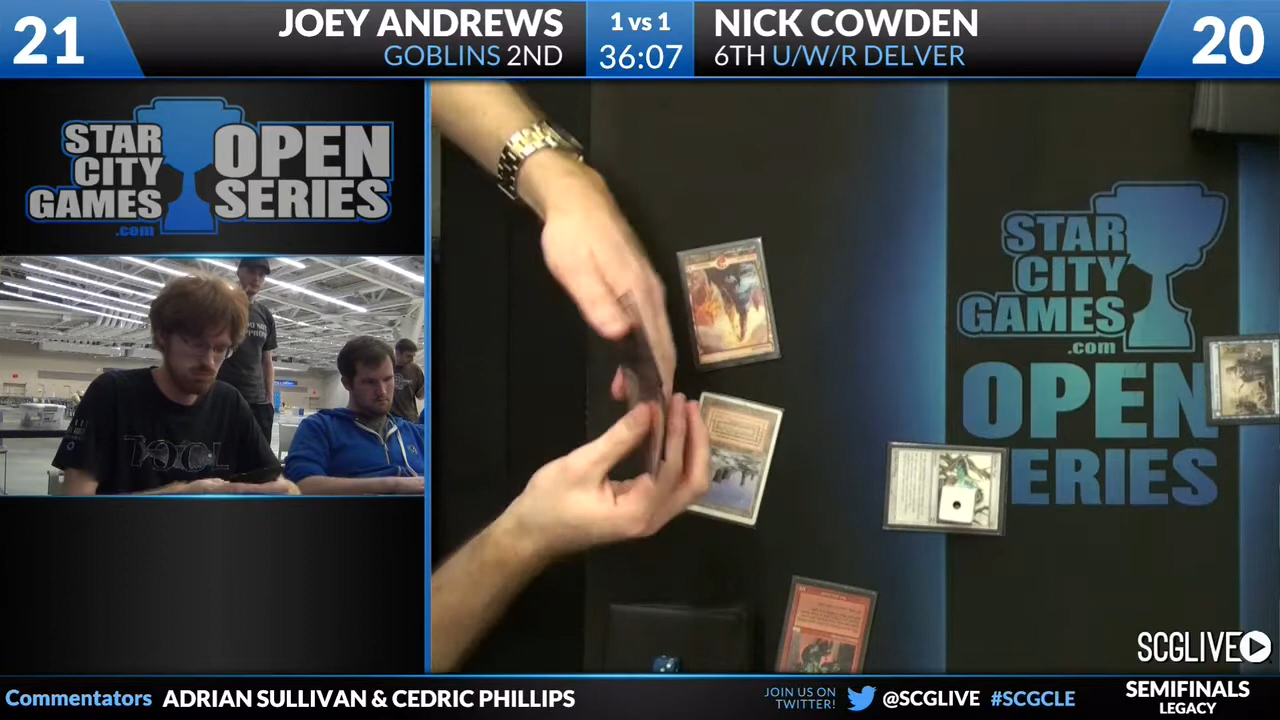 21
JOEY ANDREWS
GOBLINS 2ND
1 vs 1
36:07
NICK COWDEN
6TH U/W/R DELVER
20
STAR
CITY
GAMES
.com
OPEN
SERIES
TOOL
STAR
CITY
GAMES
.com
OPEN
SERIES
SCGLIVE
Commentators ADRIAN SULLIVAN & CEDRIC PHILLIPS
JOIN US ON
TWITTER!
@SCGLIVE #SCGCLE
SEMIFINALS
LEGACY